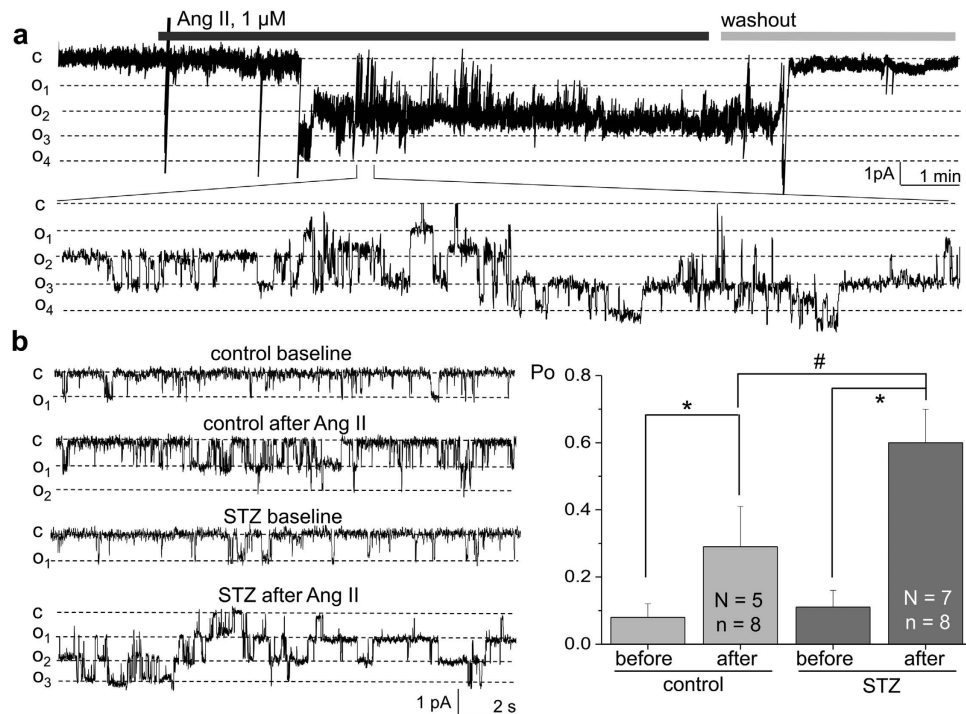 a
Ang II, 1 µM
washout
c
o1
o2
o3
o4
1pA
1 min
c
o1
o2
o3
o4
b
control baseline
c
o1
control after Ang II
c
o1
o2
STZ baseline
c
o1
STZ after Ang II
c
o1
o2
o3
1 pA
2 s
Po
0.8
0.6
0.4
0.2
0.0
#
*
*
N = 5
n = 8
N = 7
n = 8
before after before after
control STZ